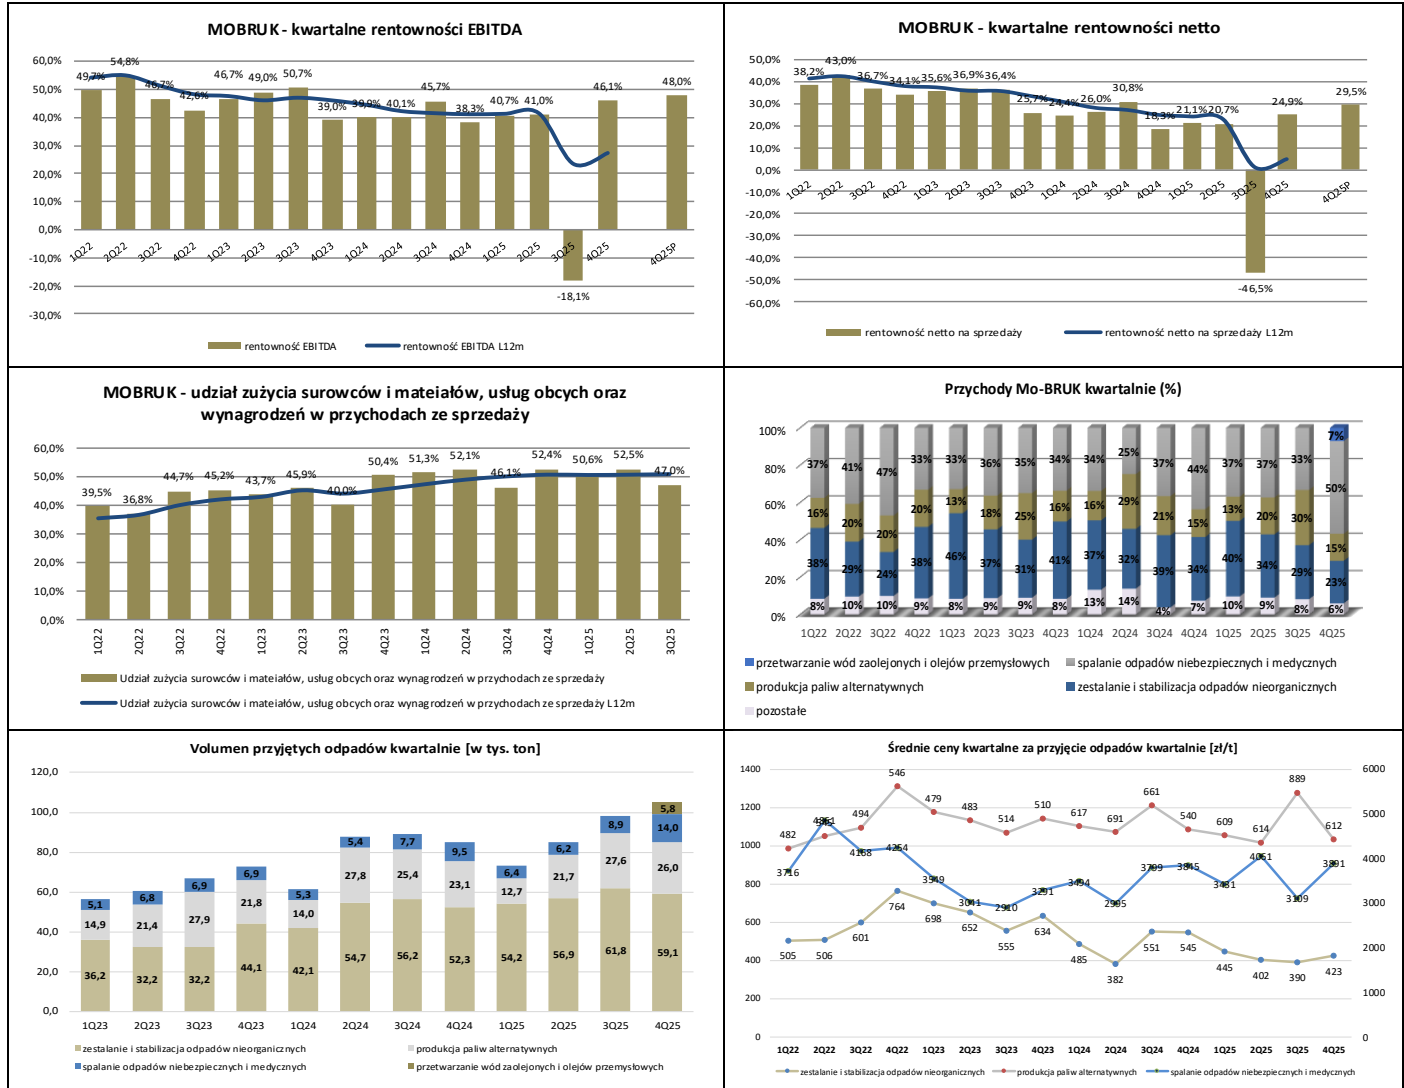 MOBRUK - kwartalne rentowności EBITDA
60,0%
50,0%
40,0%
30,0%
20,0%
10,0%
0,0%
-10,0%
-20,0%
-30,0%
49,7% 54,8% 46,7% 42,6% 46,7% 49,0% 50,7% 39,0% 39,9% 40,1% 45,7% 38,3% 40,7% 41,0% -18,1% 46,1% 48,0%
1Q22 2Q22 3Q22 4Q22 1Q23 2Q23 3Q23 4Q23 1Q24 2Q24 3Q24 4Q24 1Q25 2Q25 3Q25 4Q25 4Q25P
rentowność EBITDA rentowność EBITDA L12m
MOBRUK - kwartalne rentowności netto
50,0%
40,0%
30,0%
20,0%
10,0%
0,0%
-10,0%
-20,0%
-30,0%
-40,0%
-50,0%
-60,0%
38,2% 43,0% 36,7% 34,1% 35,6% 36,9% 36,4% 25,7% 24,4% 26,0% 30,8% 18,3% 21,1% 20,7% -46,5% 24,9% 29,5%
1Q22 2Q22 3Q22 4Q22 1Q23 2Q23 3Q23 4Q23 1Q24 2Q24 3Q24 4Q24 1Q25 2Q25 3Q25 4Q25 4Q25P
rentowność netto na sprzedaży rentowność netto na sprzedaży L12m
MOBRUK - udział zużycia surowców i mateiałów, usług obcych oraz
wynagrodzeń w przychodach ze sprzedaży
60,0%
50,0%
40,0%
30,0%
20,0%
10,0%
0,0%
39,5% 36,8% 44,7% 45,2% 43,7% 45,9% 40,0% 50,4% 51,3% 52,1% 46,1% 52,4% 50,6% 52,5% 47,0%
1Q22 2Q22 3Q22 4Q22 1Q23 2Q23 3Q23 4Q23 1Q24 2Q24 3Q24 4Q24 1Q25 2Q25 3Q25
Udział zużycia surowców i mateiałów, usług obcych oraz wynagrodzeń w przychodach ze sprzedaży
Udział zużycia surowców i mateiałów, usług obcych oraz wynagrodzeń w przychodach ze sprzedaży L12m
Przychody Mo-BRUK kwartalnie (%)
100%
80%
60%
40%
20%
0%
7%
37% 41% 47% 33% 33% 36% 35% 34% 34% 25% 37% 44% 37% 37% 33% 50%
16% 20% 20% 20% 13% 18% 25% 16% 16% 29% 21% 15% 13% 20% 30% 15%
38% 29% 24% 38% 46% 37% 31% 41% 37% 32% 39% 34% 40% 34% 29% 23%
8% 10% 10% 9% 8% 9% 9% 8% 13% 14% 4% 7% 10% 9% 8% 6%
1Q22 2Q22 3Q22 4Q22 1Q23 2Q23 3Q23 4Q23 1Q24 2Q24 3Q24 4Q24 1Q25 2Q25 3Q25 4Q25
przetwarzanie wód zaolejonych i olejów przemysłowych spalanie odpadów niebezpiecznych i medycznych
produkcja paliw alternatywnych zestalanie i stabilizacja odpadów nieorganicznych
pozostałe
Volumen przyjętych odpadów kwartalnie [w tys. ton]
120,0
100,0
80,0
60,0
40,0
20,0
0,0
5,8
5,1 6,8 6,9 6,9 5,3 5,4 7,7 9,5 6,4 6,2 8,9 14,0
14,9 21,4 27,9 21,8 14,0 27,8 25,4 23,1 12,7 21,7 27,6 26,0
36,2 32,2 32,2 44,1 42,1 54,7 56,2 52,3 54,2 56,9 61,8 59,1
1Q23 2Q23 3Q23 4Q23 1Q24 2Q24 3Q24 4Q24 1Q25 2Q25 3Q25 4Q25
zestalanie i stabilizacja odpadów nieorganicznych produkcja paliw alternatywnych
spalanie odpadów niebezpiecznych i medycznych przetwarzanie wód zaolejonych i olejów przemysłowych
Średnie ceny kwartalne za przyjęcie odpadów kwartalnie [zł/t]
1400
1200
1000
800
600
400
200
0
6000
5000
4000
3000
2000
1000
0
482 494 546 479 483 514 510 617 691 661 540 609 614 889 612
3716 4168 4254 3949 3041 2910 3291 3494 2995 3799 3845 3431 4061 3109 3891
505 506 601 764 698 652 555 634 485 382 551 545 445 402 390 423
1Q22 2Q22 3Q22 4Q22 1Q23 2Q23 3Q23 4Q23 1Q24 2Q24 3Q24 4Q24 1Q25 2Q25 3Q25 4Q25
zestalanie i stabilizacja odpadów nieorganicznych produkcja paliw alternatywnych spalanie odpadów niebezpiecznych i medycznych